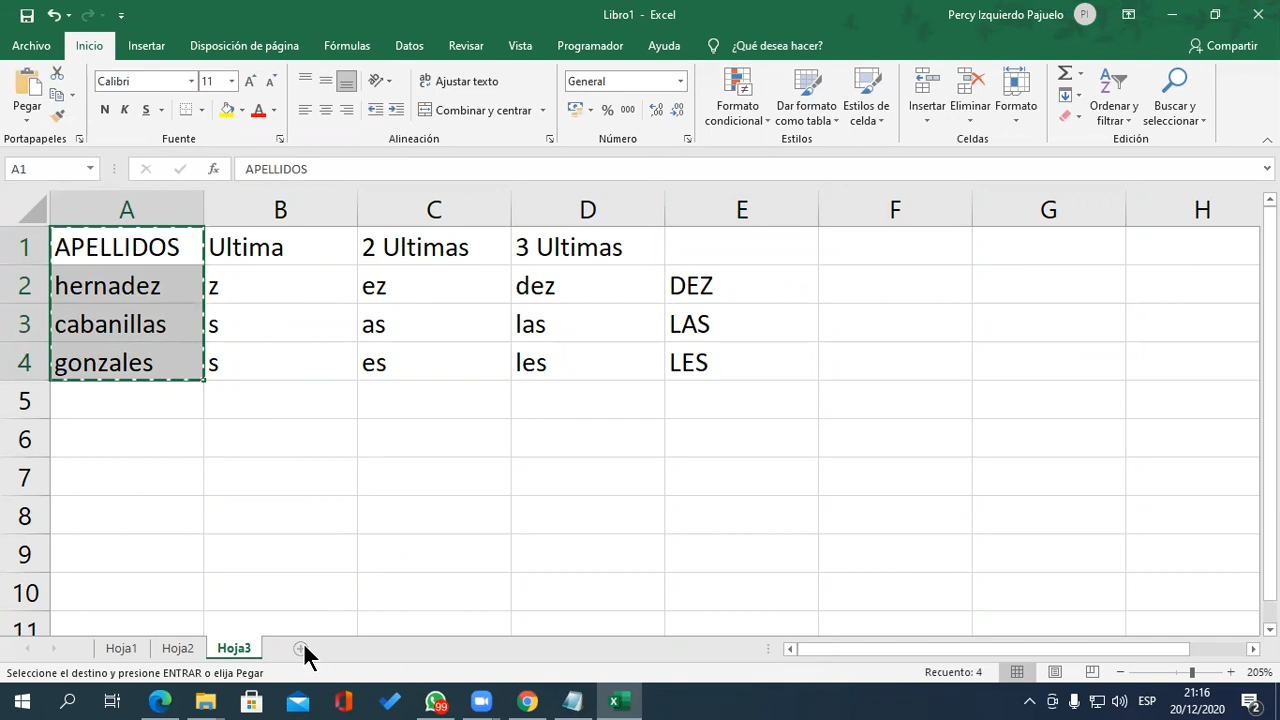 Libro1 - Excel
Percy Izquierdo Pajuelo
PI
Archivo
Inicio
Insertar
Disposición de página
Fórmulas
Datos
Revisar
Vista
Programador
Ayuda
¿Qué desea hacer?
Compartir
Pegar
Calibri
11
N K S
Ajustar texto
Combinar y centrar
General
% 000
Formato condicional
Dar formato como tabla
Estilos de celda
Insertar
Eliminar
Formato
Ordenar y filtrar
Buscar y seleccionar
Portapapeles
Fuente
Alineación
Número
Estilos
Celdas
Edición
A1
fx
APELLIDOS
A B C D E F G H
1 APELLIDOS Ultima 2 Ultimas 3 Ultimas
2 hernadez z ez dez DEZ
3 cabanillas s as las LAS
4 gonzales s es les LES
5
6
7
8
9
10
11
Hoja1 Hoja2 Hoja3
Seleccione el destino y presione ENTRAR o elija Pegar
Recuento: 4
205%
99
ESP
21:16
20/12/2020
2